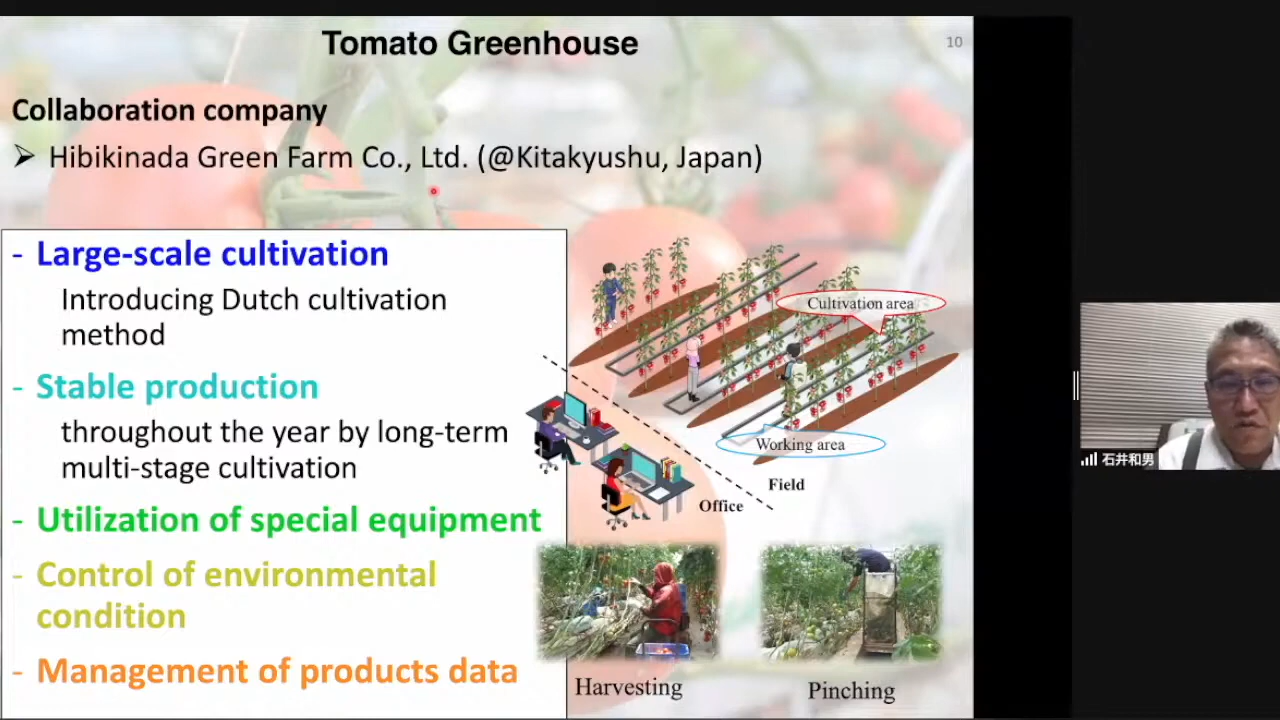 Tomato Greenhouse
10
Collaboration company
➢ Hibikinada Green Farm Co., Ltd. (@Kitakyushu, Japan)
- Large-scale cultivation
Introducing Dutch cultivation
method
- Stable production
throughout the year by long-term
multi-stage cultivation
- Utilization of special equipment
- Control of environmental
condition
- Management of products data
Cultivation area
Working area
Field
Office
Harvesting
Pinching
石井和男